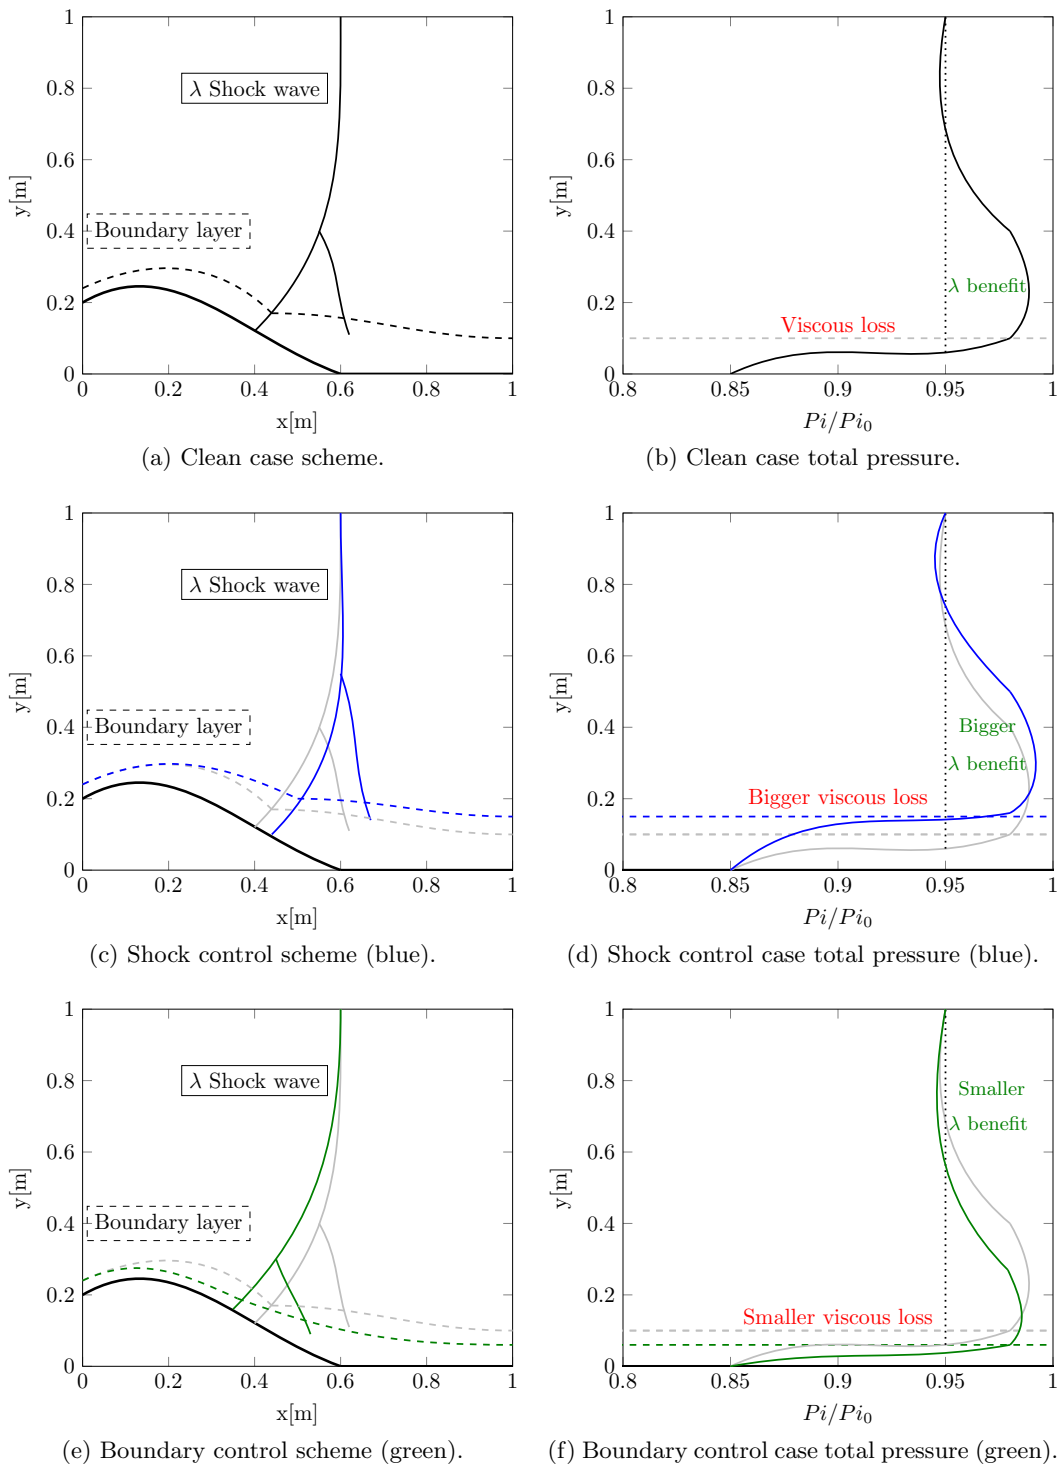 1
0.8
0.6
0.4
0.2
0
y[m]
λ Shock wave
Boundary layer
0 0.2 0.4 0.6 0.8 1
x[m]
(a) Clean case scheme.
1
0.8
0.6
0.4
0.2
0
y[m]
λ benefit
Viscous loss
0.8 0.85 0.9 0.95 1
Pi/Pi₀
(b) Clean case total pressure.
1
0.8
0.6
0.4
0.2
0
y[m]
λ Shock wave
Boundary layer
0 0.2 0.4 0.6 0.8 1
x[m]
(c) Shock control scheme (blue).
1
0.8
0.6
0.4
0.2
0
y[m]
Bigger
λ benefit
Bigger viscous loss
0.8 0.85 0.9 0.95 1
Pi/Pi₀
(d) Shock control case total pressure (blue).
1
0.8
0.6
0.4
0.2
0
y[m]
λ Shock wave
Boundary layer
0 0.2 0.4 0.6 0.8 1
x[m]
(e) Boundary control scheme (green).
1
0.8
0.6
0.4
0.2
0
y[m]
Smaller
λ benefit
Smaller viscous loss
0.8 0.85 0.9 0.95 1
Pi/Pi₀
(f) Boundary control case total pressure (green).